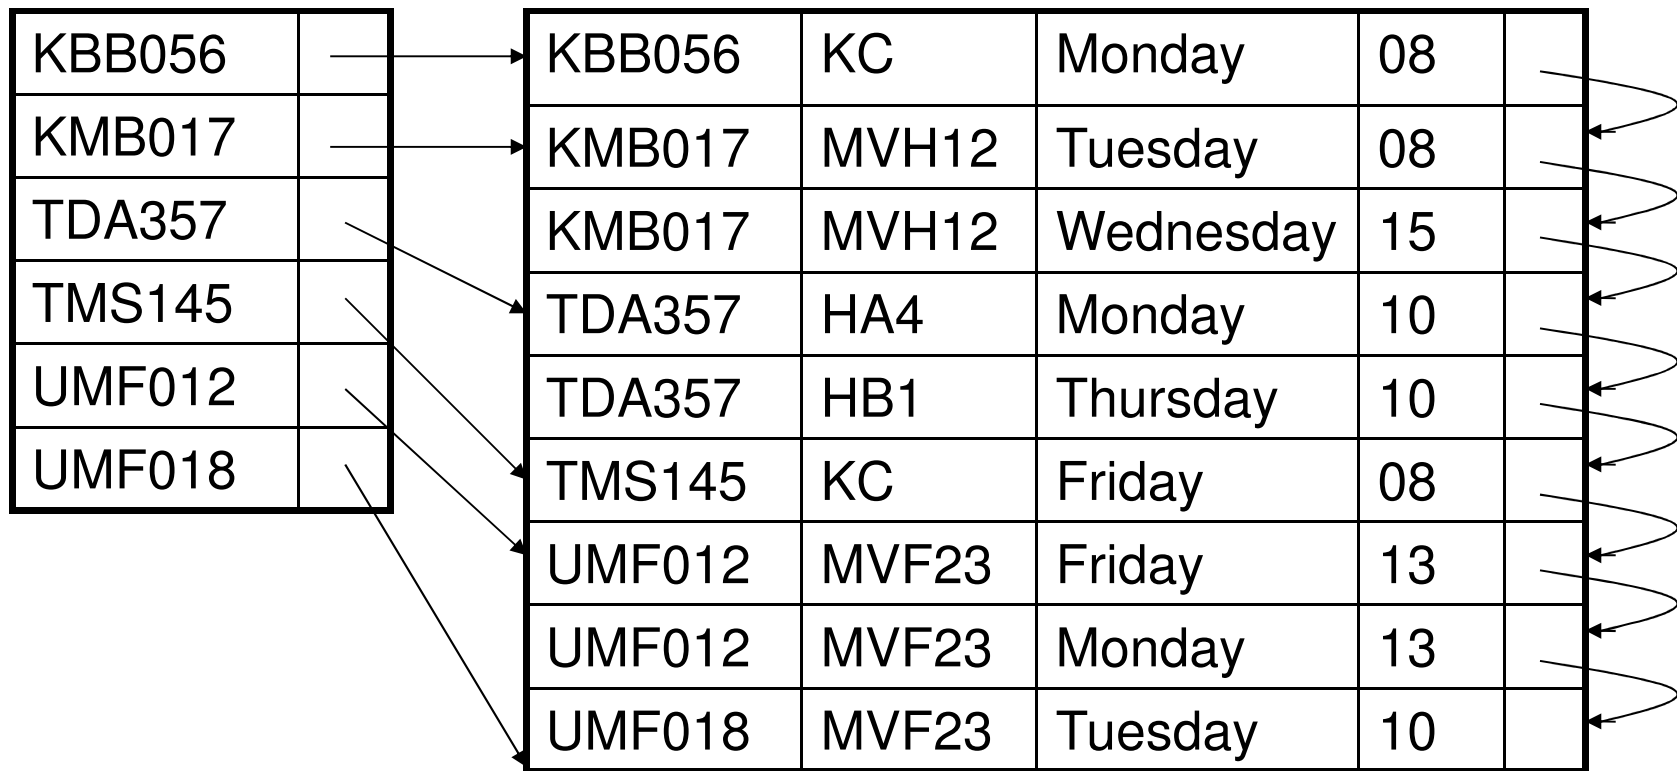 KBB056
KMB017
TDA357
TMS145
UMF012
UMF018
KBB056 KC Monday 08
KMB017 MVH12 Tuesday 08
KMB017 MVH12 Wednesday 15
TDA357 HA4 Monday 10
TDA357 HB1 Thursday 10
TMS145 KC Friday 08
UMF012 MVF23 Friday 13
UMF012 MVF23 Monday 13
UMF018 MVF23 Tuesday 10